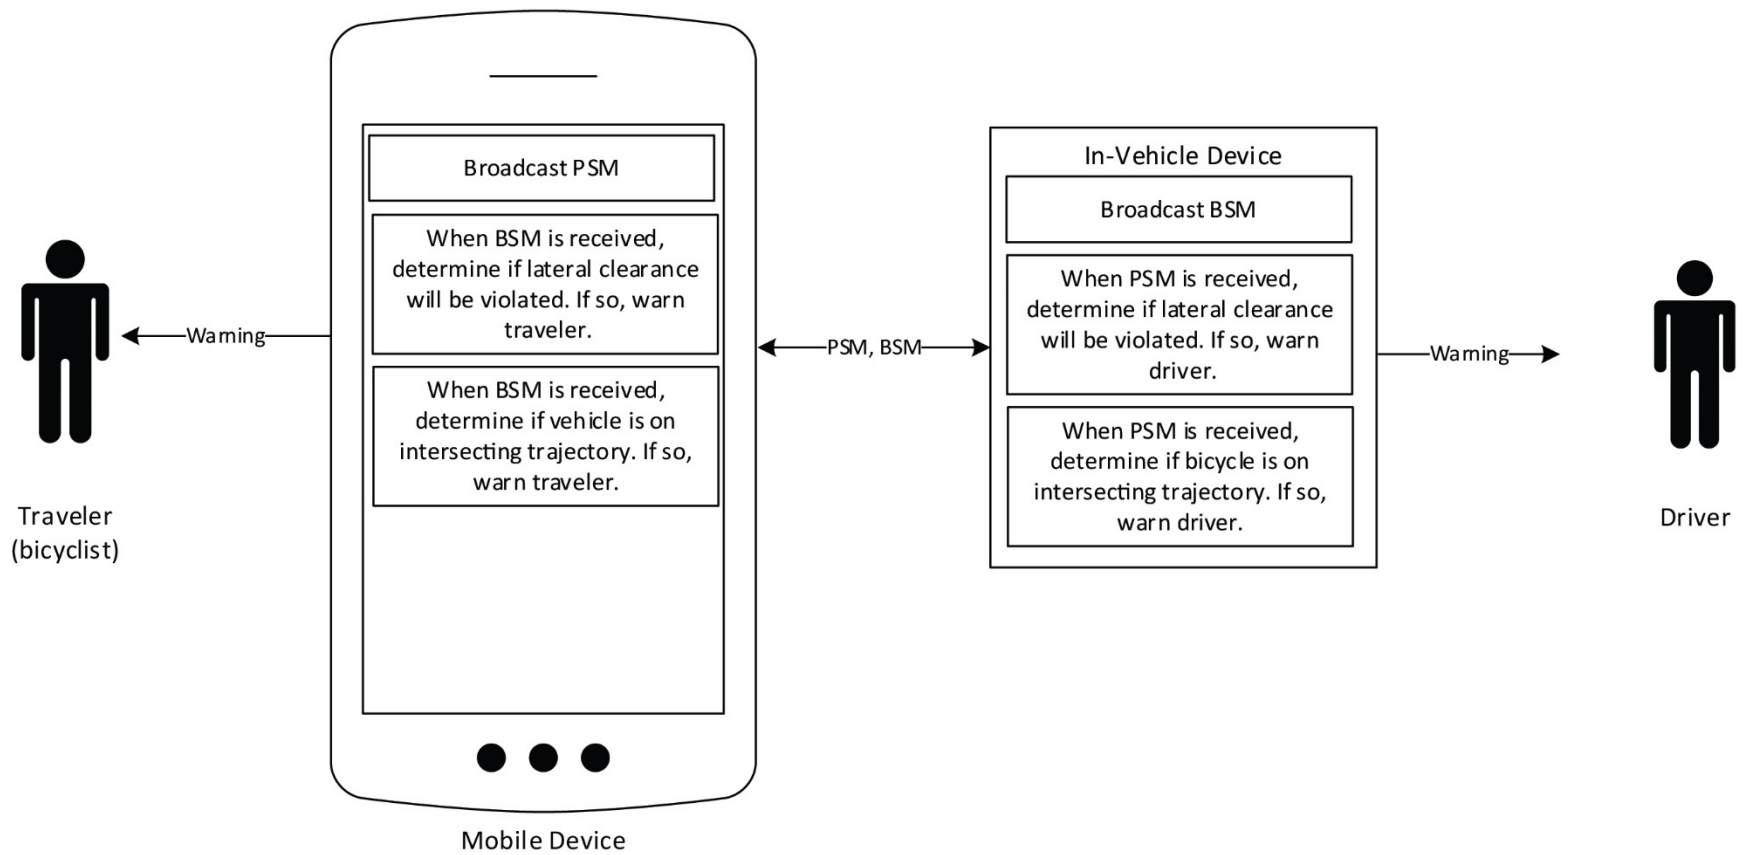 Broadcast PSM
When BSM is received,
determine if lateral clearance
will be violated. If so, warn
traveler.
When BSM is received,
determine if vehicle is on
intersecting trajectory. If so,
warn traveler.
Mobile Device
Traveler
(bicyclist)
Warning
PSM, BSM
In-Vehicle Device
Broadcast BSM
When PSM is received,
determine if lateral clearance
will be violated. If so, warn
driver.
When PSM is received,
determine if bicycle is on
intersecting trajectory. If so,
warn driver.
Warning
Driver